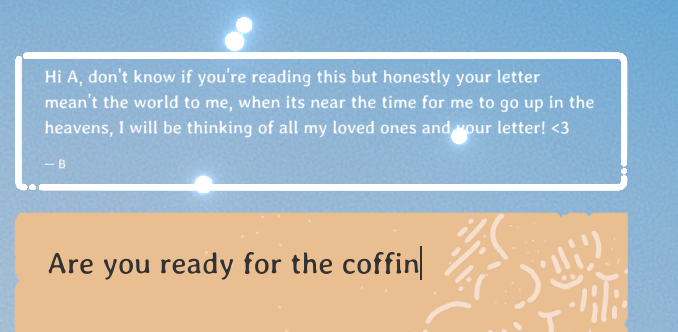 Hi A, don't know if you're reading this but honestly your letter
mean't the world to me, when its near the time for me to go up in the
heavens, I will be thinking of all my loved ones and your letter! <3
— B
Are you ready for the coffin